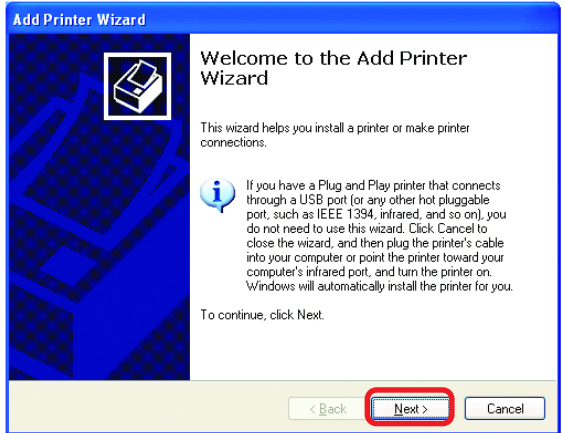 Add Printer Wizard
Welcome to the Add Printer
Wizard
This wizard helps you install a printer or make printer
connections.
If you have a Plug and Play printer that connects
through a USB port (or any other hot pluggable
port, such as IEEE 1394, infrared, and so on), you
do not need to use this wizard. Click Cancel to
close the wizard, and then plug the printer's cable
into your computer or point the printer toward your
computer's infrared port, and turn the printer on.
Windows will automatically install the printer for you.
To continue, click Next.
< Back Next > Cancel